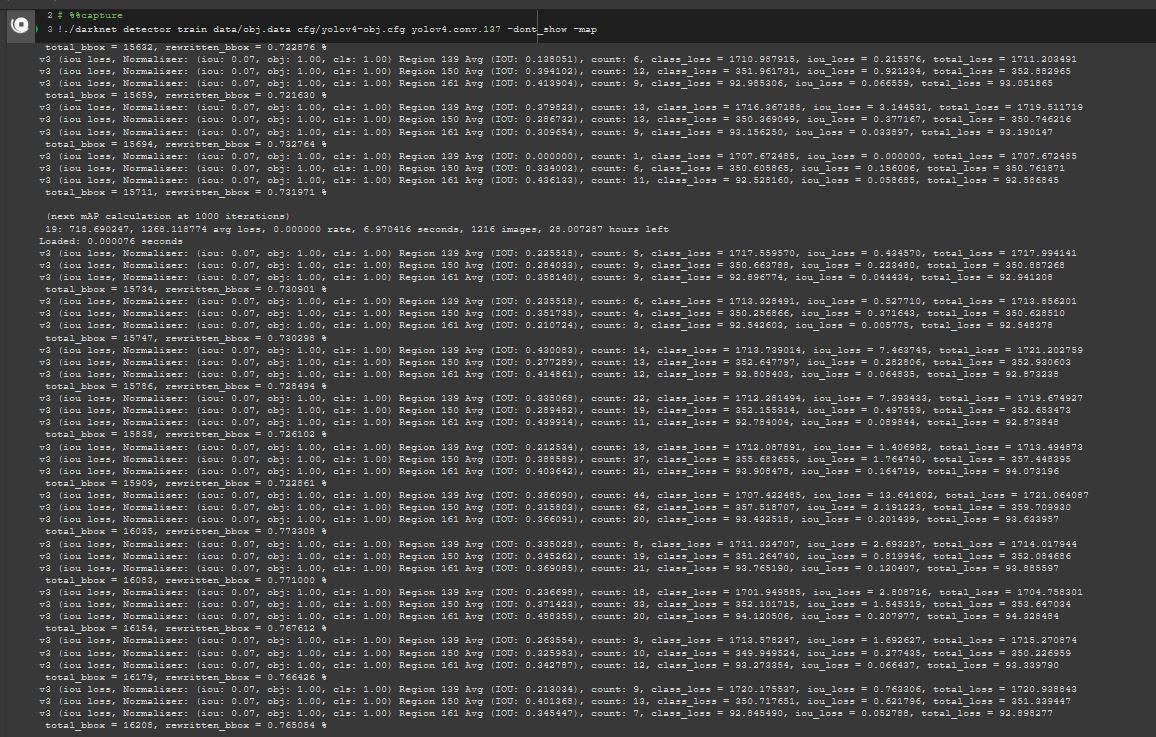 2 # %%capture
3 !./darknet detector train data/obj.data cfg/yolov4-obj.cfg yolov4.conv.137 -dont_show -map
total_bbox = 15632, rewritten_bbox = 0.722876 %
v3 (iou loss, Normalizer: (iou: 0.07, obj: 1.00, cls: 1.00) Region 139 Avg (IOU: 0.138051), count: 6, class_loss = 1710.987915, iou_loss = 0.215576, total_loss = 1711.203491
v3 (iou loss, Normalizer: (iou: 0.07, obj: 1.00, cls: 1.00) Region 150 Avg (IOU: 0.394102), count: 12, class_loss = 351.961731, iou_loss = 0.921234, total_loss = 352.882965
v3 (iou loss, Normalizer: (iou: 0.07, obj: 1.00, cls: 1.00) Region 161 Avg (IOU: 0.413904), count: 9, class_loss = 92.985306, iou_loss = 0.066559, total_loss = 93.051865
total_bbox = 15659, rewritten_bbox = 0.721630 %
v3 (iou loss, Normalizer: (iou: 0.07, obj: 1.00, cls: 1.00) Region 139 Avg (IOU: 0.379823), count: 13, class_loss = 1716.367188, iou_loss = 3.144531, total_loss = 1719.511719
v3 (iou loss, Normalizer: (iou: 0.07, obj: 1.00, cls: 1.00) Region 150 Avg (IOU: 0.286732), count: 13, class_loss = 350.369049, iou_loss = 0.377167, total_loss = 350.746216
v3 (iou loss, Normalizer: (iou: 0.07, obj: 1.00, cls: 1.00) Region 161 Avg (IOU: 0.309654), count: 9, class_loss = 93.156250, iou_loss = 0.033897, total_loss = 93.190147
total_bbox = 15694, rewritten_bbox = 0.732764 %
v3 (iou loss, Normalizer: (iou: 0.07, obj: 1.00, cls: 1.00) Region 139 Avg (IOU: 0.000000), count: 1, class_loss = 1707.672485, iou_loss = 0.000000, total_loss = 1707.672485
v3 (iou loss, Normalizer: (iou: 0.07, obj: 1.00, cls: 1.00) Region 150 Avg (IOU: 0.334002), count: 6, class_loss = 350.605865, iou_loss = 0.156006, total_loss = 350.761871
v3 (iou loss, Normalizer: (iou: 0.07, obj: 1.00, cls: 1.00) Region 161 Avg (IOU: 0.436133), count: 11, class_loss = 92.528160, iou_loss = 0.058685, total_loss = 92.586845
total_bbox = 15711, rewritten_bbox = 0.731971 %
(next mAP calculation at 1000 iterations)
19: 718.690247, 1268.118774 avg loss, 0.000000 rate, 6.970416 seconds, 1216 images, 28.007287 hours left
Loaded: 0.000076 seconds
v3 (iou loss, Normalizer: (iou: 0.07, obj: 1.00, cls: 1.00) Region 139 Avg (IOU: 0.225518), count: 5, class_loss = 1717.559570, iou_loss = 0.434570, total_loss = 1717.994141
v3 (iou loss, Normalizer: (iou: 0.07, obj: 1.00, cls: 1.00) Region 150 Avg (IOU: 0.284033), count: 9, class_loss = 350.663788, iou_loss = 0.223480, total_loss = 350.887268
v3 (iou loss, Normalizer: (iou: 0.07, obj: 1.00, cls: 1.00) Region 161 Avg (IOU: 0.358140), count: 9, class_loss = 92.896774, iou_loss = 0.044434, total_loss = 92.941208
total_bbox = 15734, rewritten_bbox = 0.730901 %
v3 (iou loss, Normalizer: (iou: 0.07, obj: 1.00, cls: 1.00) Region 139 Avg (IOU: 0.235518), count: 6, class_loss = 1713.328491, iou_loss = 0.527710, total_loss = 1713.856201
v3 (iou loss, Normalizer: (iou: 0.07, obj: 1.00, cls: 1.00) Region 150 Avg (IOU: 0.351735), count: 4, class_loss = 350.256866, iou_loss = 0.371643, total_loss = 350.628510
v3 (iou loss, Normalizer: (iou: 0.07, obj: 1.00, cls: 1.00) Region 161 Avg (IOU: 0.210724), count: 3, class_loss = 92.542603, iou_loss = 0.005775, total_loss = 92.548378
total_bbox = 15747, rewritten_bbox = 0.730298 %
v3 (iou loss, Normalizer: (iou: 0.07, obj: 1.00, cls: 1.00) Region 139 Avg (IOU: 0.430083), count: 14, class_loss = 1713.739014, iou_loss = 7.463745, total_loss = 1721.202759
v3 (iou loss, Normalizer: (iou: 0.07, obj: 1.00, cls: 1.00) Region 150 Avg (IOU: 0.277289), count: 13, class_loss = 352.647797, iou_loss = 0.282806, total_loss = 352.930603
v3 (iou loss, Normalizer: (iou: 0.07, obj: 1.00, cls: 1.00) Region 161 Avg (IOU: 0.414861), count: 12, class_loss = 92.808403, iou_loss = 0.064835, total_loss = 92.873238
total_bbox = 15786, rewritten_bbox = 0.728494 %
v3 (iou loss, Normalizer: (iou: 0.07, obj: 1.00, cls: 1.00) Region 139 Avg (IOU: 0.338068), count: 22, class_loss = 1712.281494, iou_loss = 7.393433, total_loss = 1719.674927
v3 (iou loss, Normalizer: (iou: 0.07, obj: 1.00, cls: 1.00) Region 150 Avg (IOU: 0.289482), count: 19, class_loss = 352.155914, iou_loss = 0.497559, total_loss = 352.653473
v3 (iou loss, Normalizer: (iou: 0.07, obj: 1.00, cls: 1.00) Region 161 Avg (IOU: 0.439914), count: 11, class_loss = 92.784004, iou_loss = 0.089844, total_loss = 92.873848
total_bbox = 15838, rewritten_bbox = 0.726102 %
v3 (iou loss, Normalizer: (iou: 0.07, obj: 1.00, cls: 1.00) Region 139 Avg (IOU: 0.212534), count: 13, class_loss = 1712.087891, iou_loss = 1.406982, total_loss = 1713.494873
v3 (iou loss, Normalizer: (iou: 0.07, obj: 1.00, cls: 1.00) Region 150 Avg (IOU: 0.388589), count: 37, class_loss = 355.683655, iou_loss = 1.764740, total_loss = 357.448395
v3 (iou loss, Normalizer: (iou: 0.07, obj: 1.00, cls: 1.00) Region 161 Avg (IOU: 0.403642), count: 21, class_loss = 93.908478, iou_loss = 0.164719, total_loss = 94.073196
total_bbox = 15909, rewritten_bbox = 0.722861 %
v3 (iou loss, Normalizer: (iou: 0.07, obj: 1.00, cls: 1.00) Region 139 Avg (IOU: 0.386090), count: 44, class_loss = 1707.422485, iou_loss = 13.641602, total_loss = 1721.064087
v3 (iou loss, Normalizer: (iou: 0.07, obj: 1.00, cls: 1.00) Region 150 Avg (IOU: 0.315803), count: 62, class_loss = 357.518707, iou_loss = 2.191223, total_loss = 359.709930
v3 (iou loss, Normalizer: (iou: 0.07, obj: 1.00, cls: 1.00) Region 161 Avg (IOU: 0.366091), count: 20, class_loss = 93.432518, iou_loss = 0.201439, total_loss = 93.633957
total_bbox = 16035, rewritten_bbox = 0.773308 %
v3 (iou loss, Normalizer: (iou: 0.07, obj: 1.00, cls: 1.00) Region 139 Avg (IOU: 0.335028), count: 8, class_loss = 1711.324707, iou_loss = 2.693237, total_loss = 1714.017944
v3 (iou loss, Normalizer: (iou: 0.07, obj: 1.00, cls: 1.00) Region 150 Avg (IOU: 0.345262), count: 19, class_loss = 351.264740, iou_loss = 0.819946, total_loss = 352.084686
v3 (iou loss, Normalizer: (iou: 0.07, obj: 1.00, cls: 1.00) Region 161 Avg (IOU: 0.369085), count: 21, class_loss = 93.765190, iou_loss = 0.120407, total_loss = 93.885597
total_bbox = 16083, rewritten_bbox = 0.771000 %
v3 (iou loss, Normalizer: (iou: 0.07, obj: 1.00, cls: 1.00) Region 139 Avg (IOU: 0.236698), count: 18, class_loss = 1701.949585, iou_loss = 2.808716, total_loss = 1704.758301
v3 (iou loss, Normalizer: (iou: 0.07, obj: 1.00, cls: 1.00) Region 150 Avg (IOU: 0.371423), count: 33, class_loss = 352.101715, iou_loss = 1.545319, total_loss = 353.647034
v3 (iou loss, Normalizer: (iou: 0.07, obj: 1.00, cls: 1.00) Region 161 Avg (IOU: 0.458355), count: 20, class_loss = 94.120506, iou_loss = 0.207977, total_loss = 94.328484
total_bbox = 16154, rewritten_bbox = 0.767612 %
v3 (iou loss, Normalizer: (iou: 0.07, obj: 1.00, cls: 1.00) Region 139 Avg (IOU: 0.263554), count: 3, class_loss = 1713.578247, iou_loss = 1.692627, total_loss = 1715.270874
v3 (iou loss, Normalizer: (iou: 0.07, obj: 1.00, cls: 1.00) Region 150 Avg (IOU: 0.325953), count: 10, class_loss = 349.949524, iou_loss = 0.277435, total_loss = 350.226959
v3 (iou loss, Normalizer: (iou: 0.07, obj: 1.00, cls: 1.00) Region 161 Avg (IOU: 0.342787), count: 12, class_loss = 93.273354, iou_loss = 0.066437, total_loss = 93.339790
total_bbox = 16179, rewritten_bbox = 0.766426 %
v3 (iou loss, Normalizer: (iou: 0.07, obj: 1.00, cls: 1.00) Region 139 Avg (IOU: 0.213034), count: 9, class_loss = 1720.175537, iou_loss = 0.763306, total_loss = 1720.938843
v3 (iou loss, Normalizer: (iou: 0.07, obj: 1.00, cls: 1.00) Region 150 Avg (IOU: 0.401368), count: 13, class_loss = 350.717651, iou_loss = 0.621796, total_loss = 351.339447
v3 (iou loss, Normalizer: (iou: 0.07, obj: 1.00, cls: 1.00) Region 161 Avg (IOU: 0.345447), count: 7, class_loss = 92.845490, iou_loss = 0.052788, total_loss = 92.898277
total_bbox = 16208, rewritten_bbox = 0.765054 %